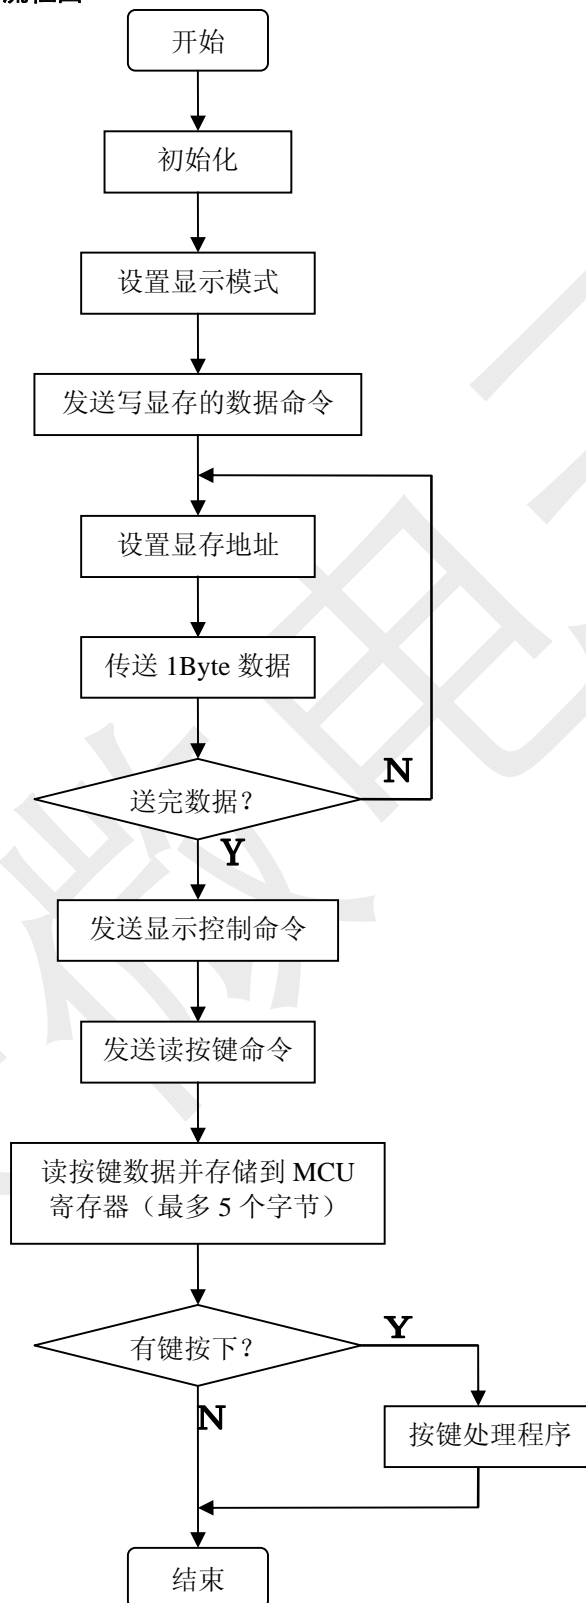 开始
初始化
设置显示模式
发送写显存的数据命令
设置显存地址
传送 1Byte 数据
N
送完数据?
Y
发送显示控制命令
发送读按键命令
读按键数据并存储到 MCU
寄存器（最多 5 个字节）
Y
有键按下?
N
按键处理程序
结束